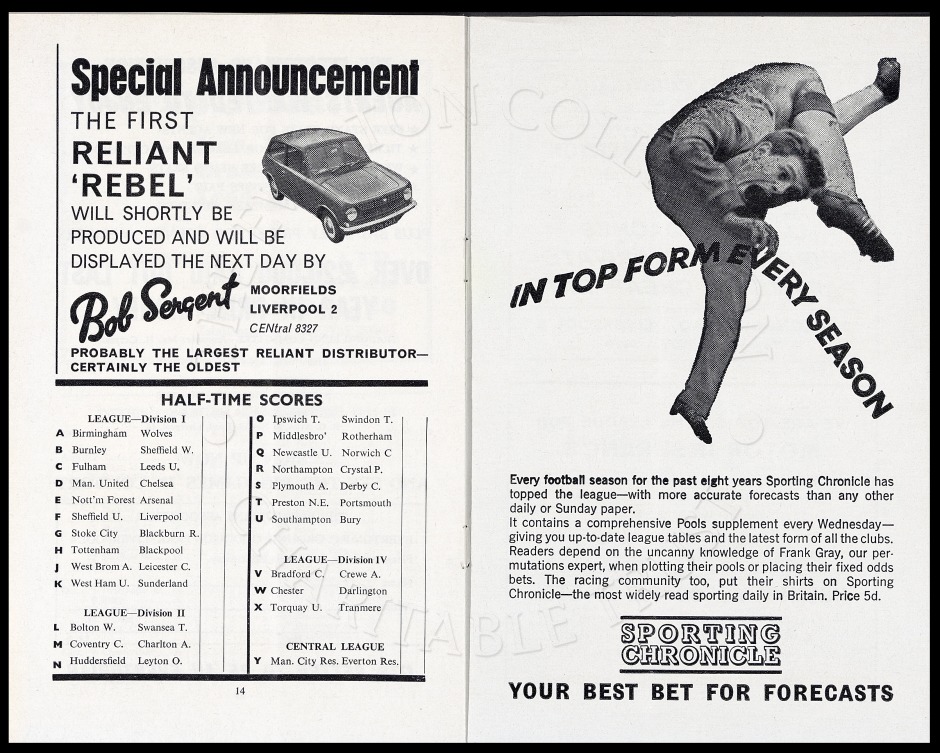 Special Announcement
THE FIRST
RELIANT
'REBEL'
WILL SHORTLY BE
PRODUCED AND WILL BE
DISPLAYED THE NEXT DAY BY
Bob Sergent
MOORFIELDS
LIVERPOOL 2
CENtral 8327
PROBABLY THE LARGEST RELIANT DISTRIBUTOR—
CERTAINLY THE OLDEST
HALF-TIME SCORES
LEAGUE—Division I
A Birmingham Wolves
B Burnley Sheffield W.
C Fulham Leeds U.
D Man. United Chelsea
E Nott'm Forest Arsenal
F Sheffield U. Liverpool
G Stoke City Blackburn R.
H Tottenham Blackpool
J West Brom A. Leicester C.
K West Ham U. Sunderland
LEAGUE—Division II
L Bolton W. Swansea T.
M Coventry C. Charlton A.
N Huddersfield Leyton O.
O Ipswich T. Swindon T.
P Middlesbro' Rotherham
Q Newcastle U. Norwich C
R Northampton Crystal P.
S Plymouth A. Derby C.
T Preston N.E. Portsmouth
U Southampton Bury
LEAGUE—Division IV
V Bradford C. Crewe A.
W Chester Darlington
X Torquay U. Tranmere
CENTRAL LEAGUE
Y Man. City Res. Everton Res.
14
IN TOP FORM EVERY SEASON
Every football season for the past eight years Sporting Chronicle has
topped the league—with more accurate forecasts than any other
daily or Sunday paper.
It contains a comprehensive Pools supplement every Wednesday—
giving you up-to-date league tables and the latest form of all the clubs.
Readers depend on the uncanny knowledge of Frank Gray, our per-
mutations expert, when plotting their pools or placing their fixed odds
bets. The racing community too, put their shirts on Sporting
Chronicle—the most widely read sporting daily in Britain. Price 5d.
SPORTING
CHRONICLE
YOUR BEST BET FOR FORECASTS